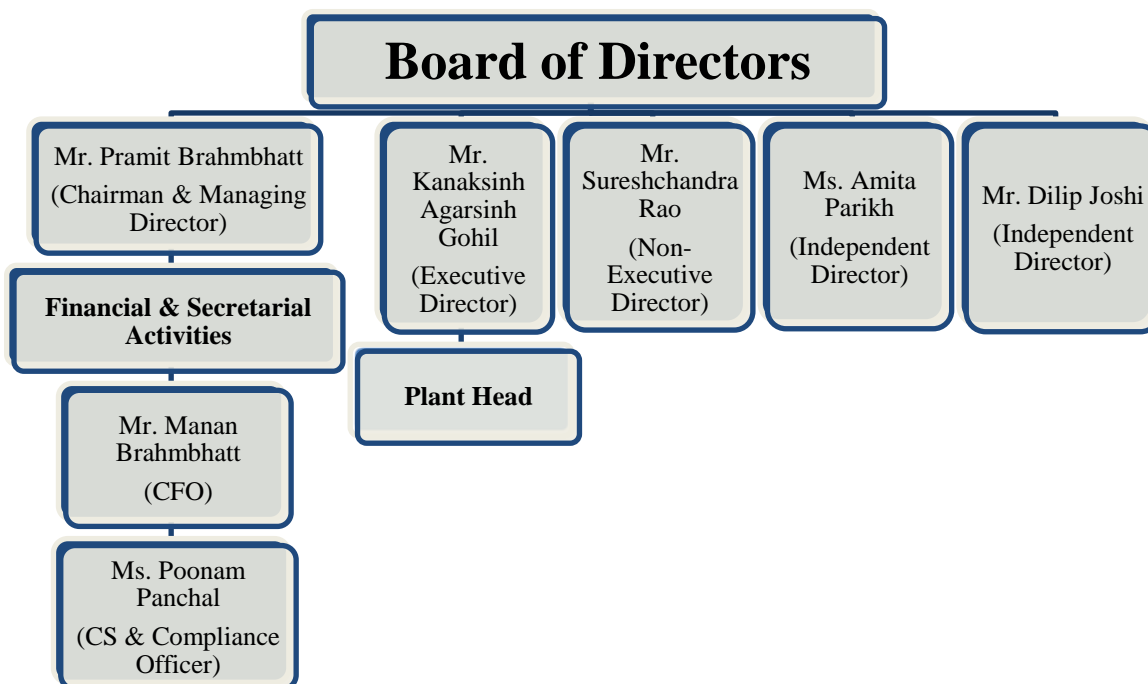 Board of Directors
Mr. Pramit Brahmbhatt
(Chairman & Managing
Director)
Financial & Secretarial
Activities
Mr. Manan
Brahmbhatt
(CFO)
Ms. Poonam
Panchal
(CS & Compliance
Officer)
Mr.
Kanaksinh
Agarsinh
Gohil
(Executive
Director)
Plant Head
Mr.
Sureshchandra
Rao
(Non-
Executive
Director)
Ms. Amita
Parikh
(Independent
Director)
Mr. Dilip Joshi
(Independent
Director)